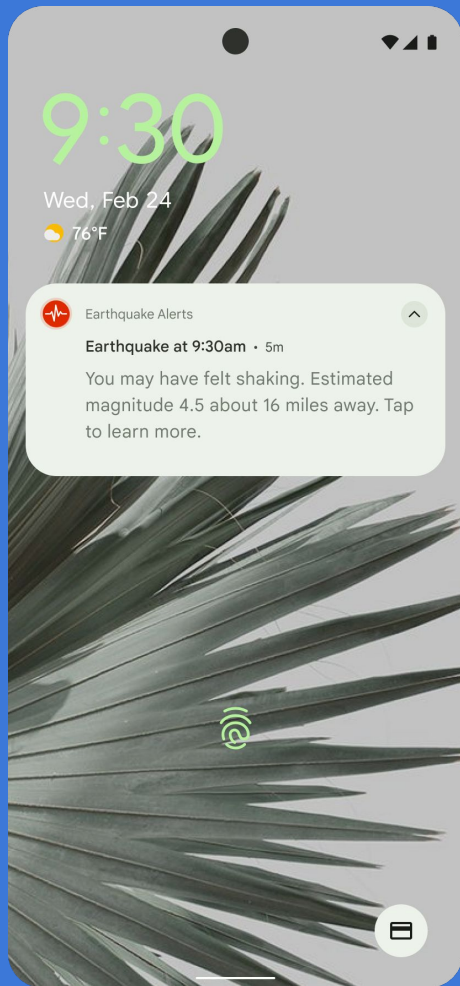 9:30
Wed, Feb 24
76°F
Earthquake Alerts
Earthquake at 9:30am • 5m
You may have felt shaking. Estimated
magnitude 4.5 about 16 miles away. Tap
to learn more.